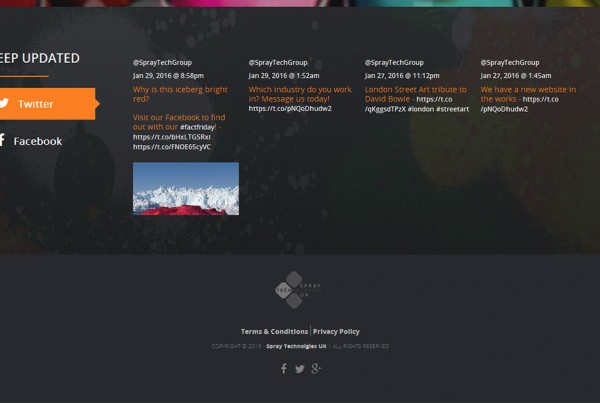 EEP UPDATED
Twitter
Facebook
@SprayTechGroup
Jan 29, 2016 @ 8:58pm
Why is this iceberg bright
red?
Visit our Facebook to find
out with our #factfriday! -
https://t.co/bHxLTGSRxI
https://t.co/FNOE65cyVC
@SprayTechGroup
Jan 29, 2016 @ 1:52am
Which industry do you work
in? Message us today!
https://t.co/pNQoDhudw2
@SprayTechGroup
Jan 27, 2016 @ 11:12pm
London Street Art tribute to
David Bowie - https://t.co
/qKggsdTPzX #london #streetart
@SprayTechGroup
Jan 27, 2016 @ 1:45am
We have a new website in
the works - https://t.co
/pNQoDhudw2
SPRAY
TECH
UK
Terms & Conditions | Privacy Policy
COPYRIGHT © 2015 - Spray Technolgies UK | ALL RIGHTS RESERVED